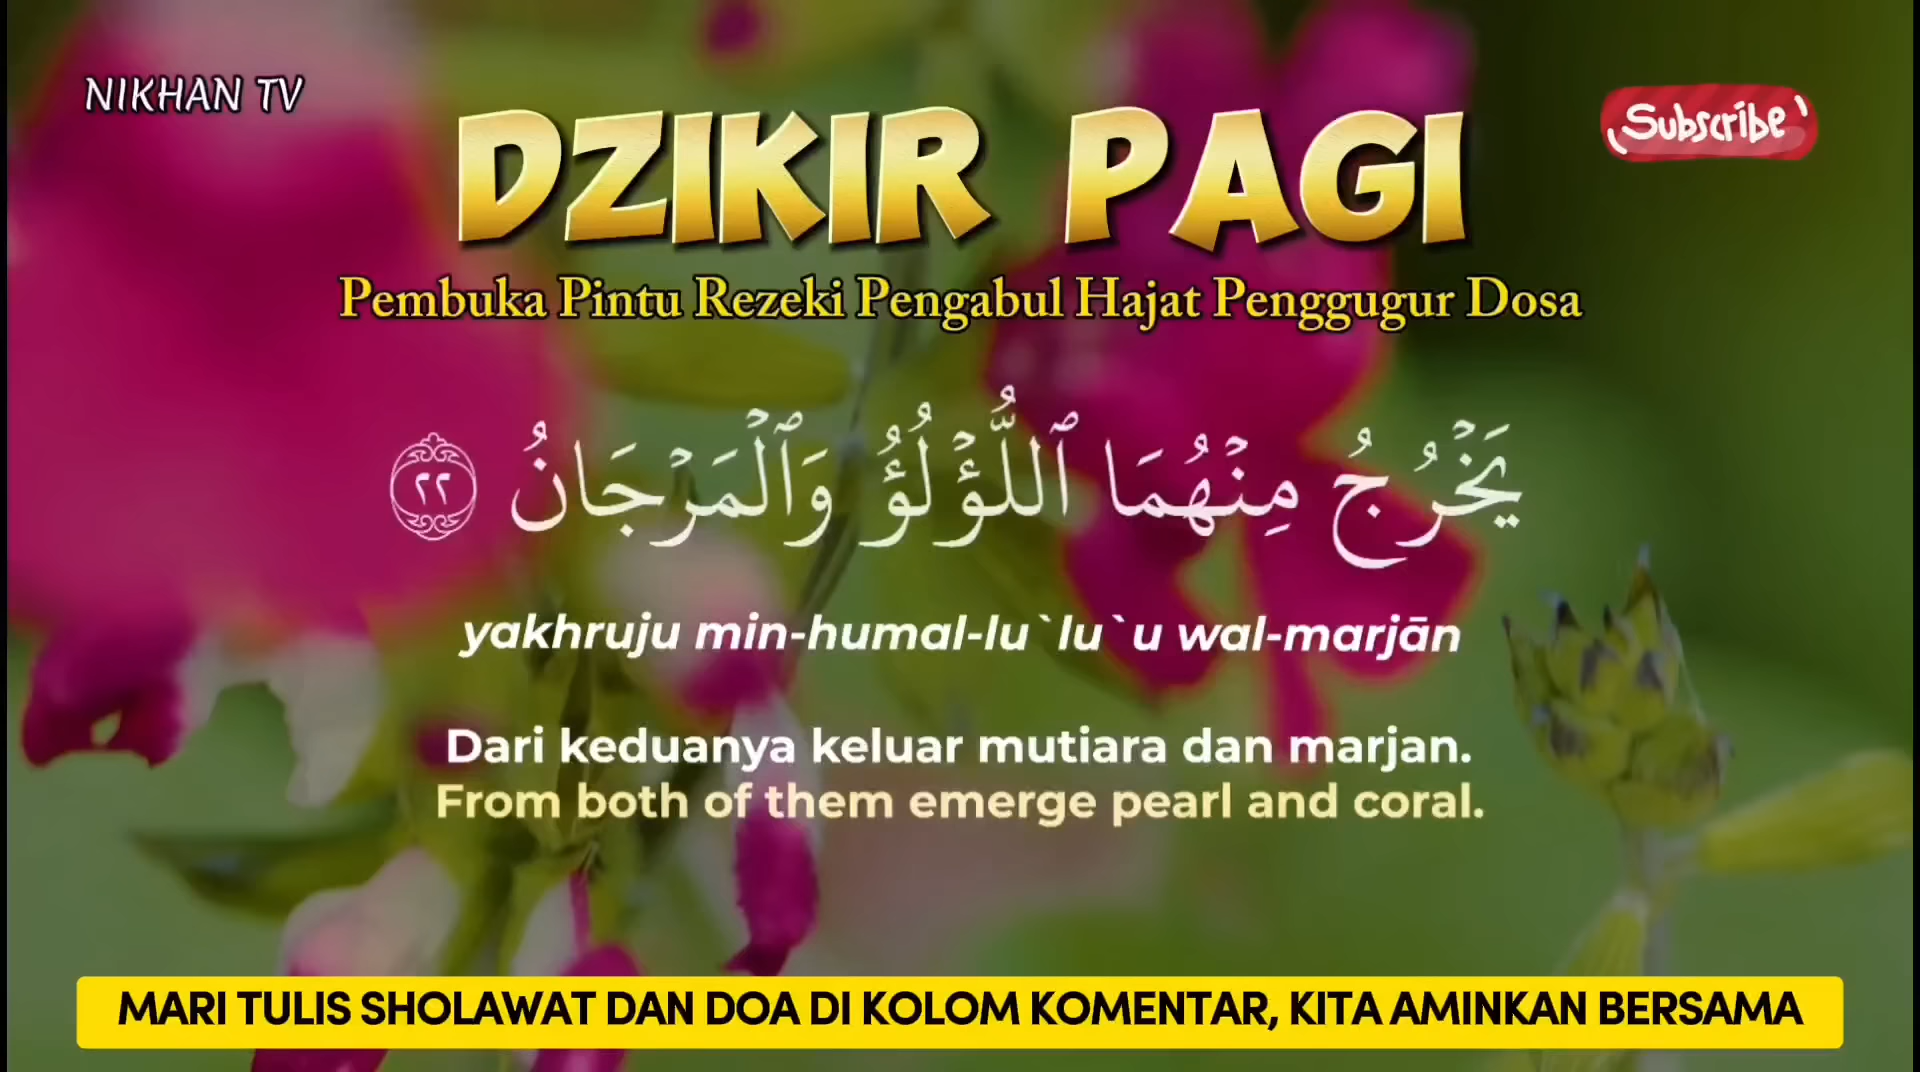 NIKHAN TV
Subscribe
DZIKIR PAGI
Pembuka Pintu Rezeki Pengabul Hajat Penggugur Dosa
يَخْرُجُ مِنْهُمَا ٱللُّؤْلُؤُ وَٱلْمَرْجَانُ ٢٢
yakhruju min-humal-lu`lu`u wal-marjān
Dari keduanya keluar mutiara dan marjan.
From both of them emerge pearl and coral.
MARI TULIS SHOLAWAT DAN DOA DI KOLOM KOMENTAR, KITA AMINKAN BERSAMA